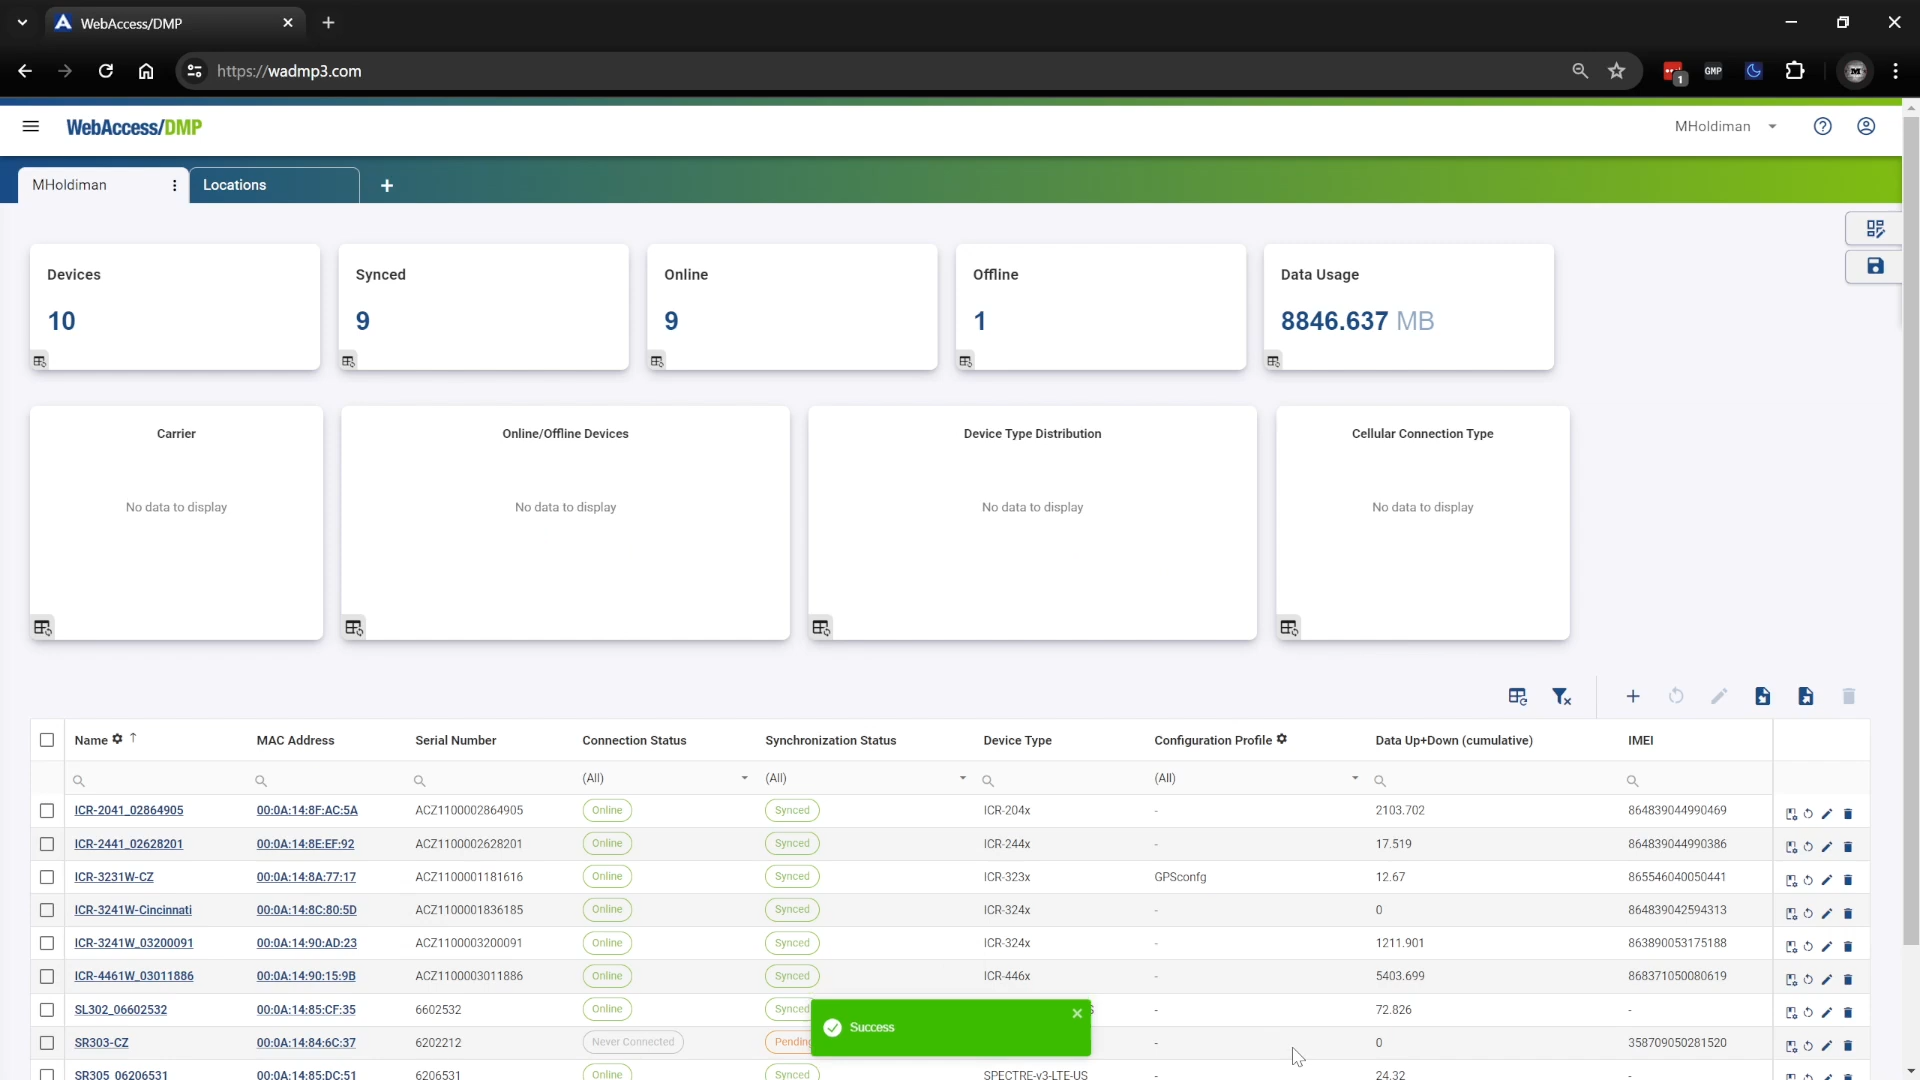 WebAccess/DMP
https://wadmp3.com
1
GMP
M
WebAccess/DMP
MHoldiman
MHoldiman
Locations
Devices
Synced
Online
Offline
Data Usage
10
9
9
1
8846.637 MB
Carrier
Online/Offline Devices
Device Type Distribution
Cellular Connection Type
No data to display
No data to display
No data to display
No data to display
Name MAC Address Serial Number Connection Status Synchronization Status Device Type Configuration Profile Data Up+Down (cumulative) IMEI
(All) (All) (All)
ICR-2041_02864905 00:0A:14:8F:AC:5A ACZ1100002864905 Online Synced ICR-204x - 2103.702 864839044990469
ICR-2441_02628201 00:0A:14:8E:EF:92 ACZ1100002628201 Online Synced ICR-244x - 17.519 864839044990386
ICR-3231W-CZ 00:0A:14:8A:77:17 ACZ1100001181616 Online Synced ICR-323x GPSconfg 12.67 865546040050441
ICR-3241W-Cincinnati 00:0A:14:8C:80:5D ACZ1100001836185 Online Synced ICR-324x - 0 864839042594313
ICR-3241W_03200091 00:0A:14:90:AD:23 ACZ1100003200091 Online Synced ICR-324x - 1211.901 863890053175188
ICR-4461W_03011886 00:0A:14:90:15:9B ACZ1100003011886 Online Synced ICR-446x - 5403.699 868371050080619
SL302_06602532 00:0A:14:85:CF:35 6602532 Online Synced S - 72.826 -
Success
SR303-CZ 00:0A:14:84:6C:37 6202212 Never Connected Pending - 0 358709050281520
SR305_06206531 00:0A:14:85:DC:51 6206531 Online Synced SPECTRE-v3-LTE-US - 24.32 -